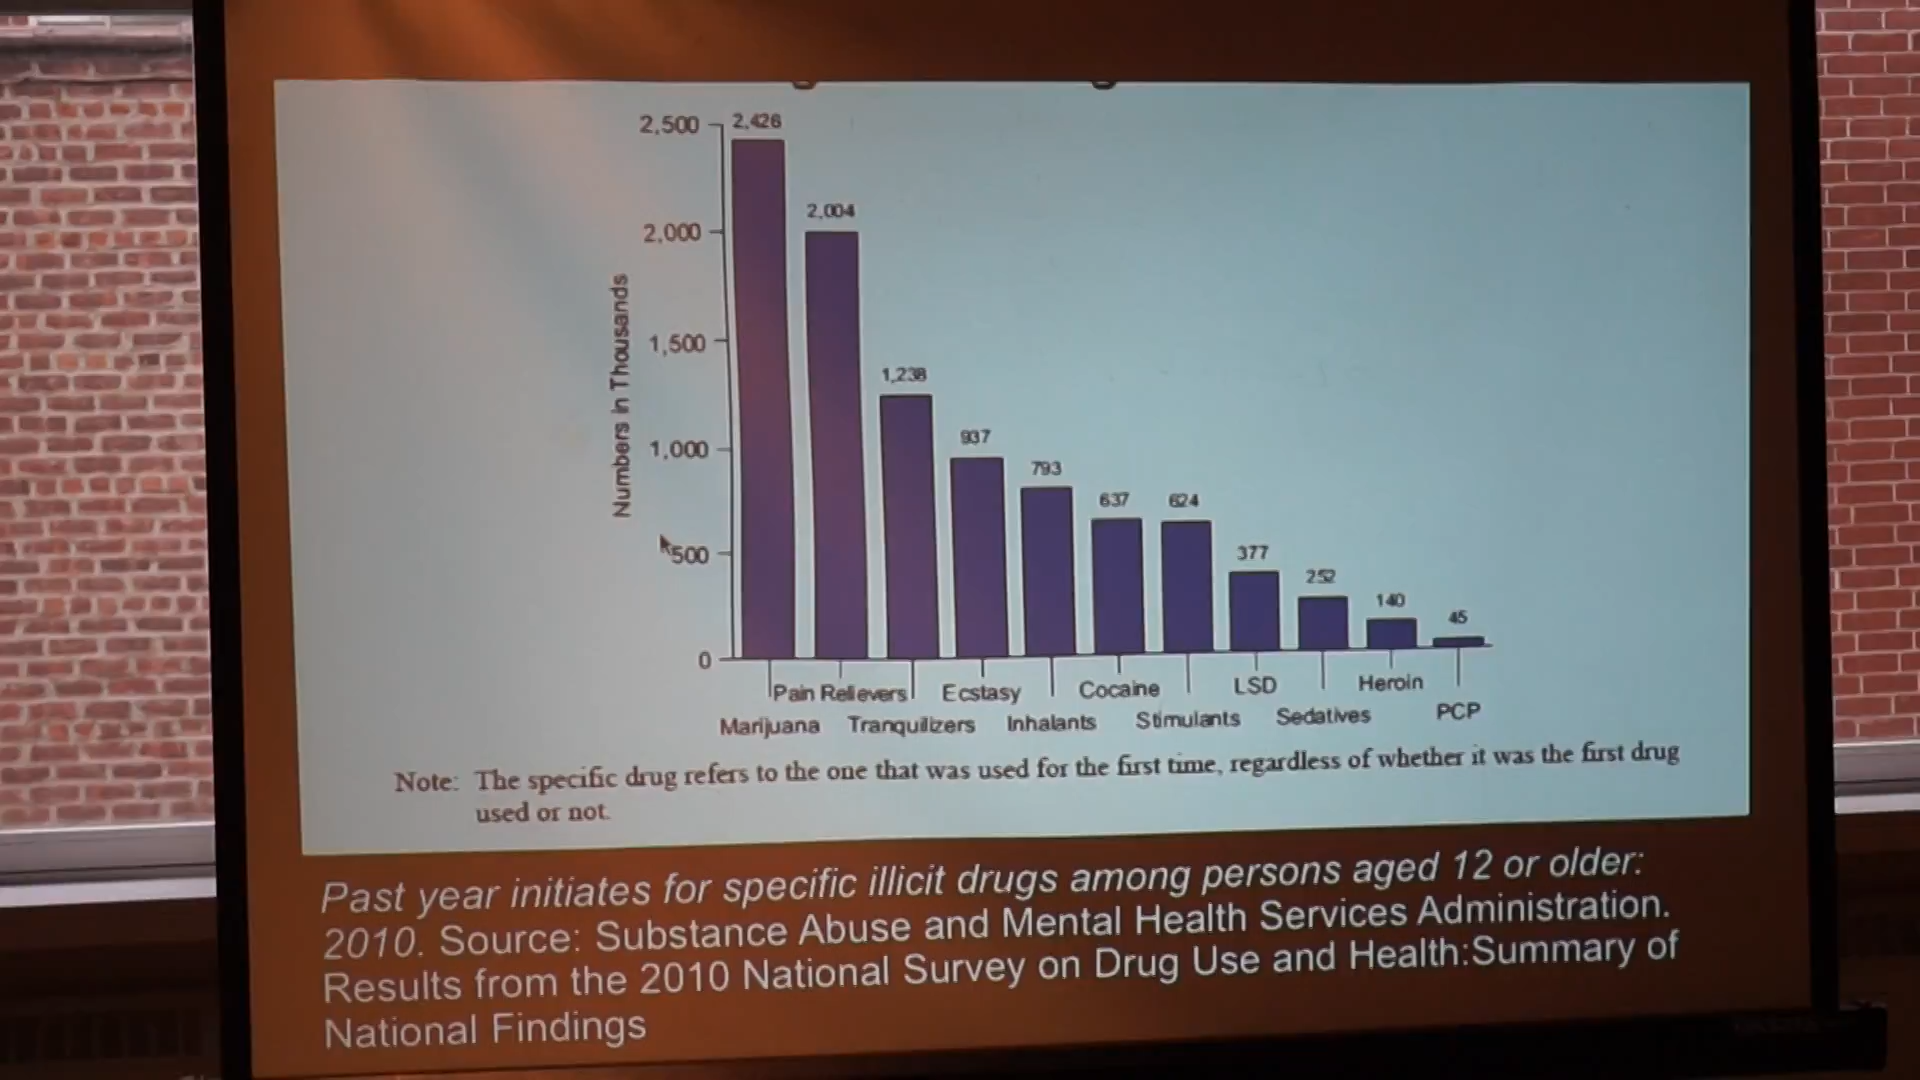 2,500
2,426
2,004
2,000
1,500
1,238
1,000
937
793
637
624
500
377
252
140
45
0
Numbers in Thousands
Pain Relievers Ecstasy Cocaine LSD Heroin
Marijuana Tranquilizers Inhalants Stimulants Sedatives PCP
Note: The specific drug refers to the one that was used for the first time, regardless of whether it was the first drug
used or not.
Past year initiates for specific illicit drugs among persons aged 12 or older:
2010. Source: Substance Abuse and Mental Health Services Administration.
Results from the 2010 National Survey on Drug Use and Health:Summary of
National Findings